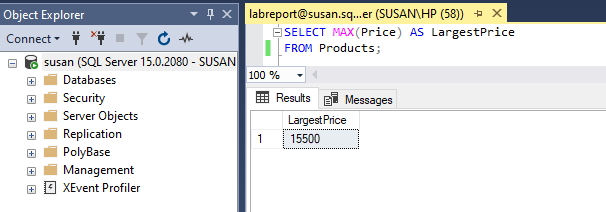 Object Explorer
Connect
susan (SQL Server 15.0.2080 - SUSAN
Databases
Security
Server Objects
Replication
PolyBase
Management
XEvent Profiler
labreport@susan.sq...er (SUSAN\HP (58))
SELECT MAX(Price) AS LargestPrice
FROM Products;
100 %
Results Messages
LargestPrice
1 15500